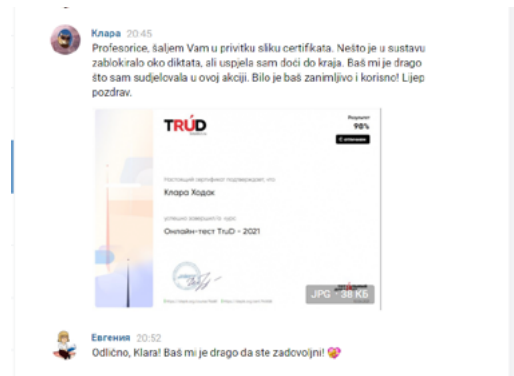 Клара 20:45
Profesorice, šaljem Vam u privitku sliku certifikata. Nešto je u sustavu
zablokiralo oko diktata, ali uspjela sam doći do kraja. Baš mi je drago
što sam sudjelovala u ovoj akciji. Bilo je baš zanimljivo i korisno! Lijep
pozdrav.
TRÚD
Результат
98%
С отличием
Настоящий сертификат подтверждает, что
Клара Ходак
успешно завершил/а курс
Онлайн-тест TruD - 2021
JPG - 38 КБ
Евгения 20:52
Odlično, Klara! Baš mi je drago da ste zadovoljni! 💝